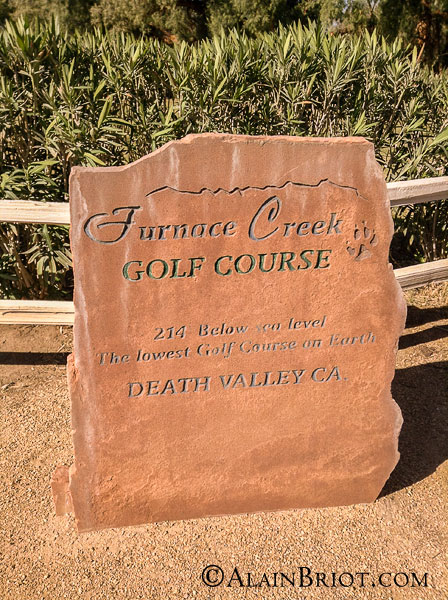 Furnace Creek
GOLF COURSE
214 Below sea level
The lowest Golf Course on Earth
DEATH VALLEY CA.
©ALAINBRIOT.COM